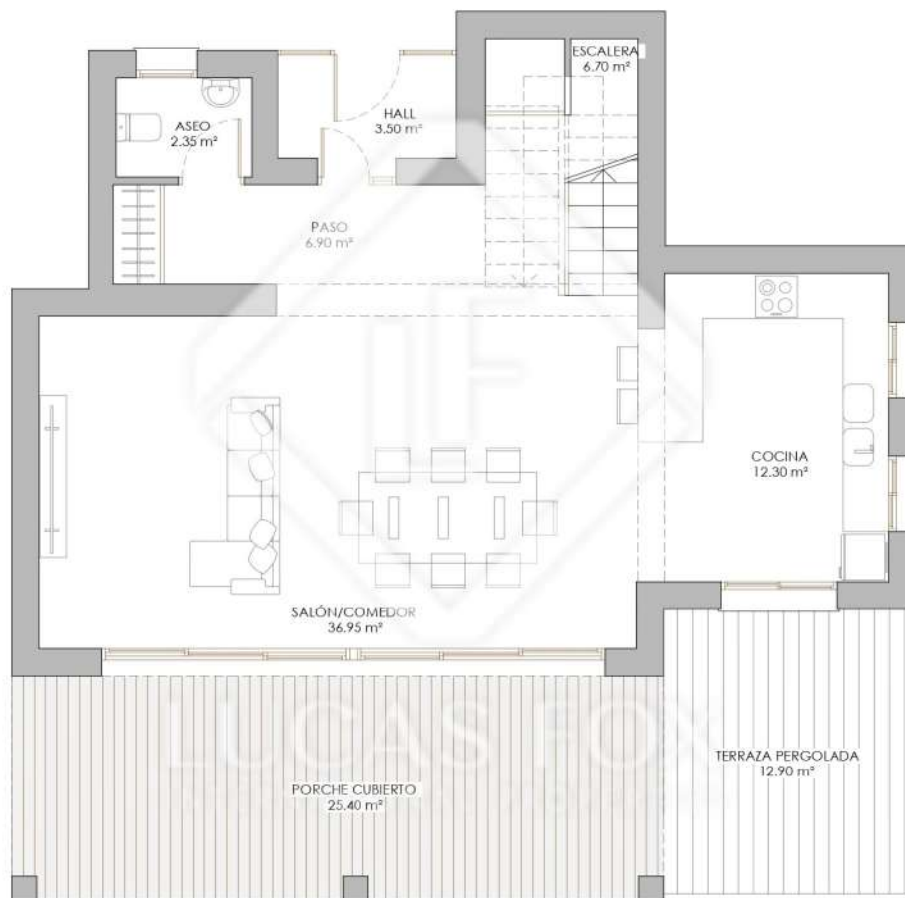 ESCALERA
6.70 m²
HALL
3.50 m²
ASEO
2.35 m²
PASO
6.90 m²
COCINA
12.30 m²
SALÓN/COMEDOR
36.95 m²
LUCAS FOX
TERRAZA PERGOLADA
12.90 m²
PORCHE CUBIERTO
25.40 m²